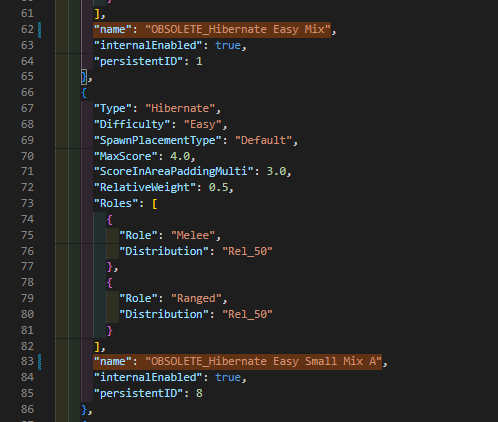 61 ],
62 "name": "OBSOLETE_Hibernate Easy Mix",
63 "internalEnabled": true,
64 "persistentID": 1
65 },
66 {
67 "Type": "Hibernate",
68 "Difficulty": "Easy",
69 "SpawnPlacementType": "Default",
70 "MaxScore": 4.0,
71 "ScoreInAreaPaddingMulti": 3.0,
72 "RelativeWeight": 0.5,
73 "Roles": [
74 {
75 "Role": "Melee",
76 "Distribution": "Rel_50"
77 },
78 {
79 "Role": "Ranged",
80 "Distribution": "Rel_50"
81 }
82 ],
83 "name": "OBSOLETE_Hibernate Easy Small Mix A",
84 "internalEnabled": true,
85 "persistentID": 8
86 },